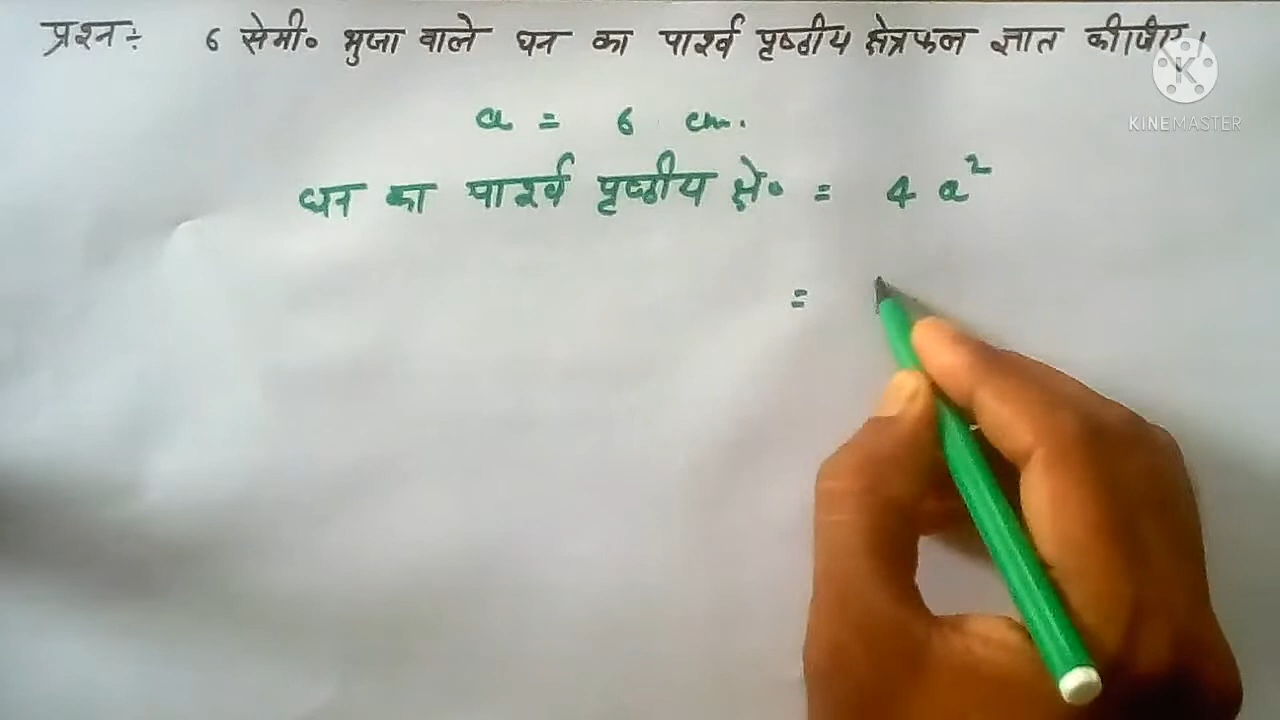 प्रश्न÷ 6 सेमी० भुजा वाले घन का पार्श्व पृष्ठीय क्षेत्रफल ज्ञात कीजिए।
KINEMASTER
a = 6 cm.
घन का पार्श्व पृष्ठीय क्षे० = 4 a²
=